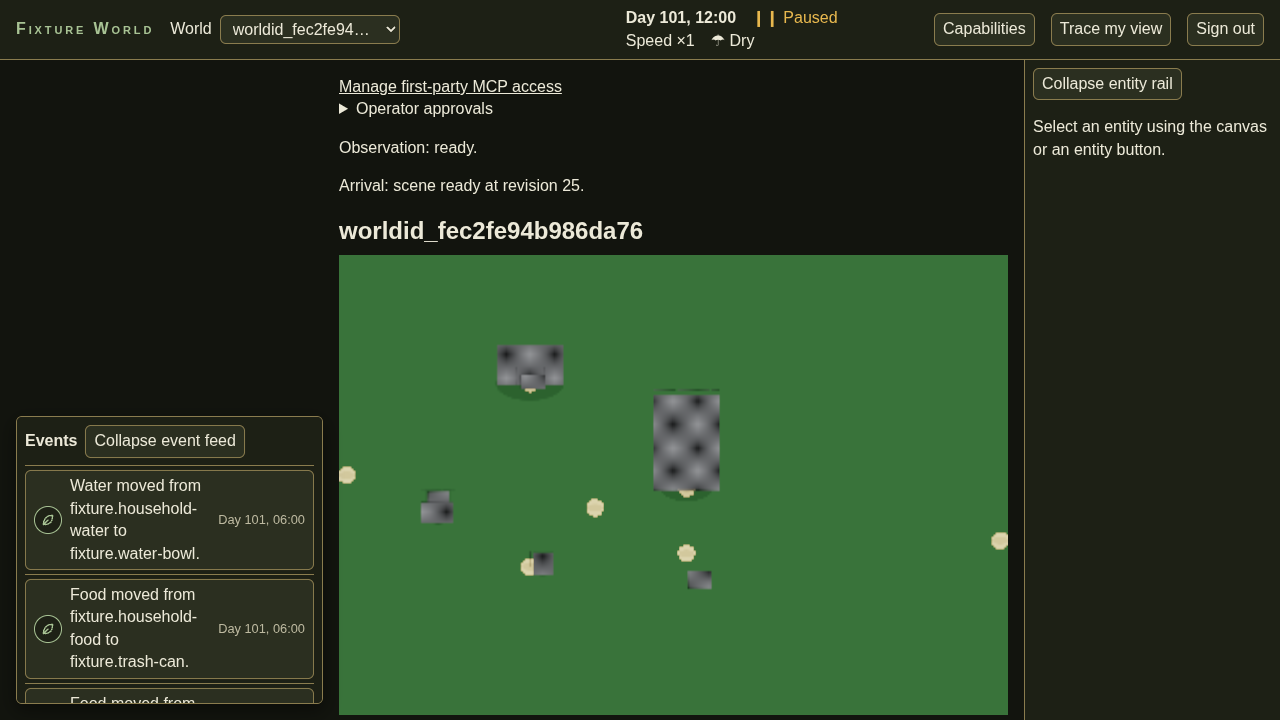 Fixture World
World
worldid_fec2fe94…
Day 101, 12:00
❙❙ Paused
Speed ×1
☂ Dry
Capabilities
Trace my view
Sign out
Manage first-party MCP access
▶ Operator approvals
Observation: ready.
Arrival: scene ready at revision 25.
worldid_fec2fe94b986da76
Collapse entity rail
Select an entity using the canvas
or an entity button.
Events
Collapse event feed
Water moved from
fixture.household-
water to
fixture.water-bowl.
Day 101, 06:00
Food moved from
fixture.household-
food to
fixture.trash-can.
Day 101, 06:00
Food moved from